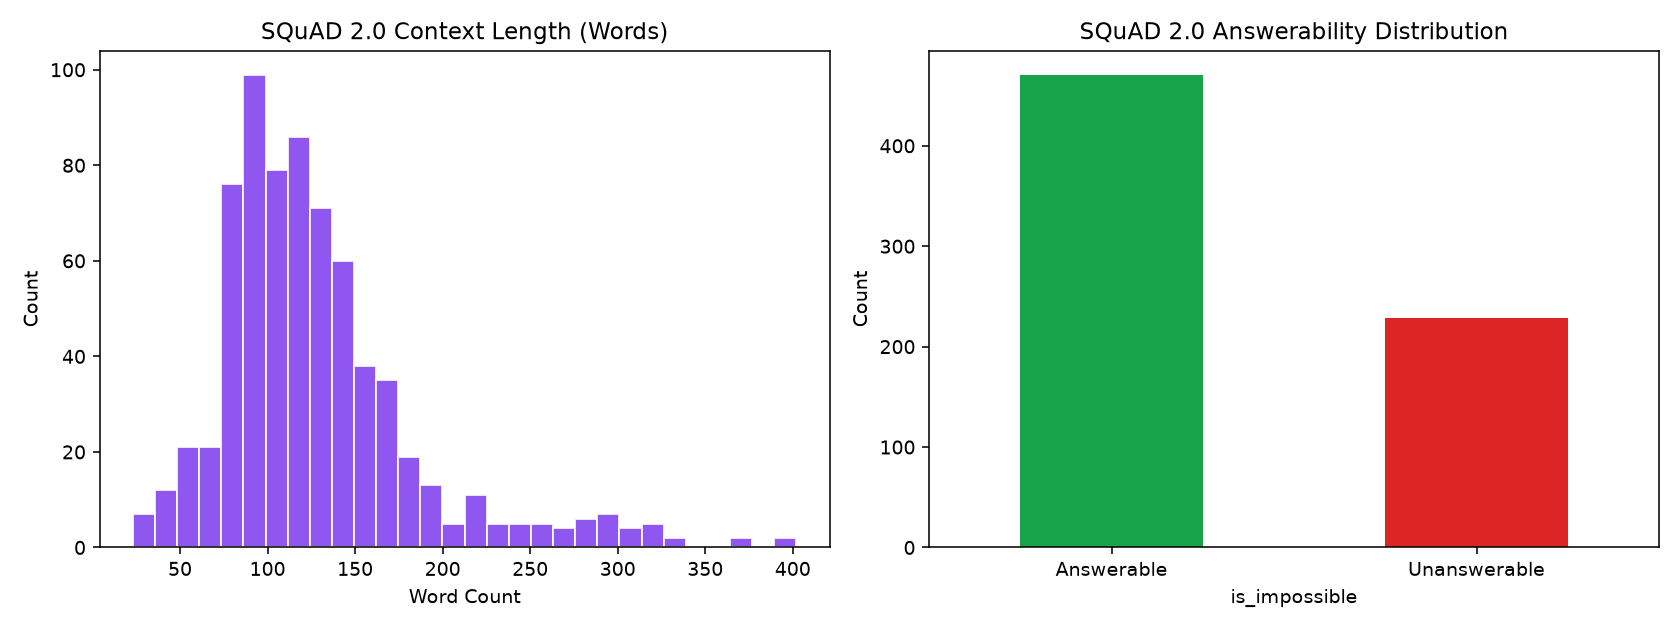 SQuAD 2.0 Context Length (Words)
100
80
60
40
20
0
Count
50 100 150 200 250 300 350 400
Word Count
SQuAD 2.0 Answerability Distribution
400
300
200
100
0
Count
Answerable Unanswerable
is_impossible